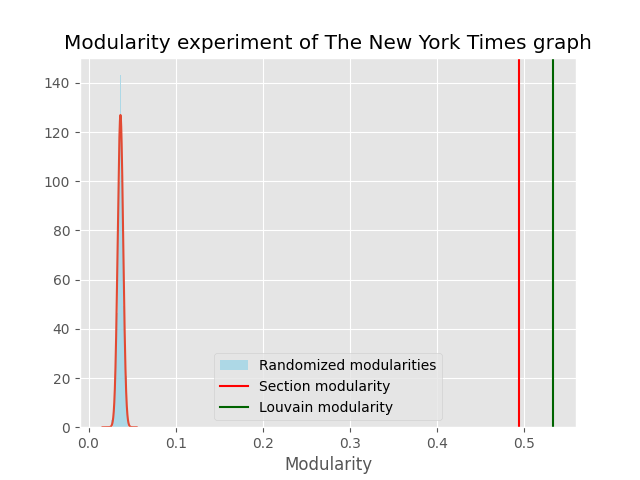 Modularity experiment of The New York Times graph
140
120
100
80
60
40
20
0
Randomized modularities
Section modularity
Louvain modularity
0.0 0.1 0.2 0.3 0.4 0.5
Modularity